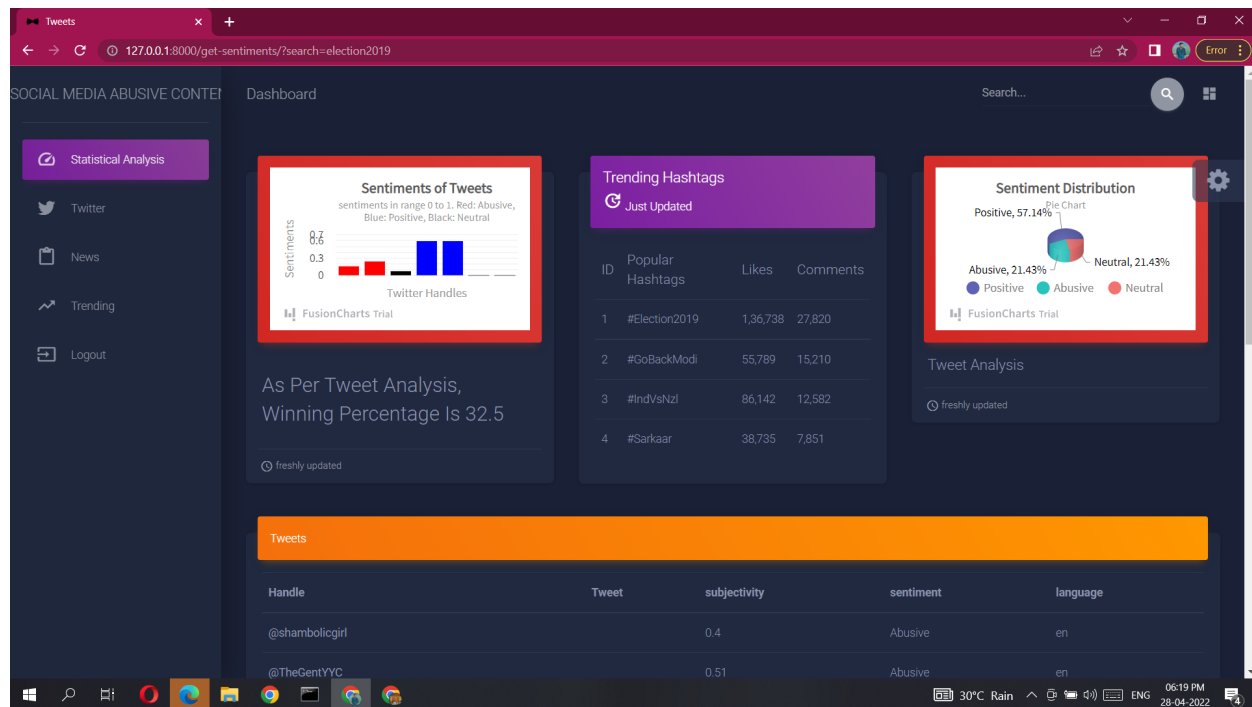 Tweets
127.0.0.1:8000/get-sentiments/?search=election2019
Error
SOCIAL MEDIA ABUSIVE CONTEN
Dashboard
Search...
Statistical Analysis
Twitter
News
Trending
Logout
Sentiments of Tweets
sentiments in range 0 to 1. Red: Abusive,
Blue: Positive, Black: Neutral
Sentiments
0.7
0.6
0.3
0
Twitter Handles
FusionCharts Trial
As Per Tweet Analysis,
Winning Percentage Is 32.5
freshly updated
Trending Hashtags
Just Updated
ID Popular Hashtags Likes Comments
1 #Election2019 1,36,738 27,820
2 #GoBackModi 55,789 15,210
3 #IndVsNzl 86,142 12,582
4 #Sarkaar 38,735 7,851
Sentiment Distribution
Pie Chart
Positive, 57.14%
Abusive, 21.43%
Neutral, 21.43%
Positive Abusive Neutral
FusionCharts Trial
Tweet Analysis
freshly updated
Tweets
Handle Tweet subjectivity sentiment language
@shambolicgirl 0.4 Abusive en
@TheGentYYC 0.51 Abusive en
30°C Rain ENG 06:19 PM
28-04-2022
4